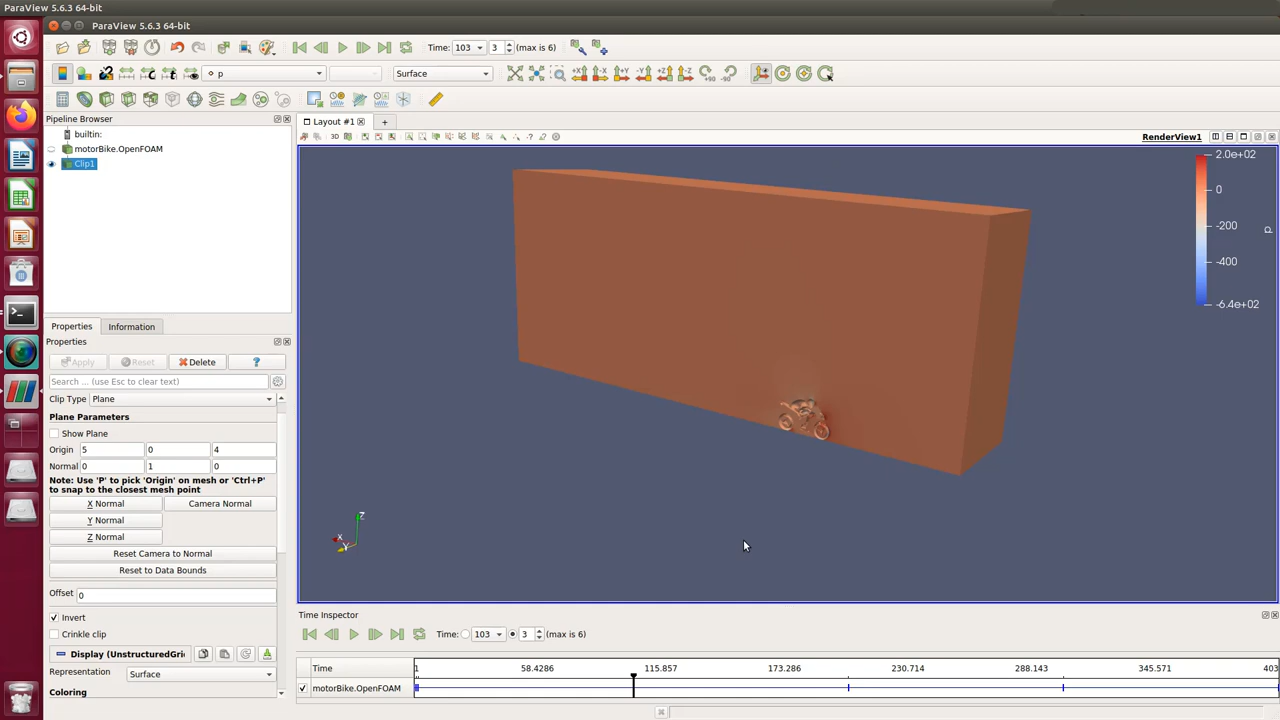 ParaView 5.6.3 64-bit
ParaView 5.6.3 64-bit
Time: 103 3 (max is 6)
p Surface
+X -X +Y -Y +Z -Z +90 -90
Pipeline Browser
Layout #1 +
builtin:
motorBike.OpenFOAM
Clip1
3D RenderView1
2.0e+02
0
-200
-400
-6.4e+02
p
Properties Information
Properties
Apply Reset Delete ?
Search ... (use Esc to clear text)
Clip Type Plane
Plane Parameters
Show Plane
Origin 5 0 4
Normal 0 1 0
Note: Use 'P' to pick 'Origin' on mesh or 'Ctrl+P'
to snap to the closest mesh point
X Normal Camera Normal
Y Normal
Z Normal
Reset Camera to Normal
Reset to Data Bounds
Offset 0
Invert
Crinkle clip
Display (UnstructuredGri
Representation Surface
Coloring
Z
X
Y
Time Inspector
Time: 103 3 (max is 6)
Time 1 58.4286 115.857 173.286 230.714 288.143 345.571 403
motorBike.OpenFOAM